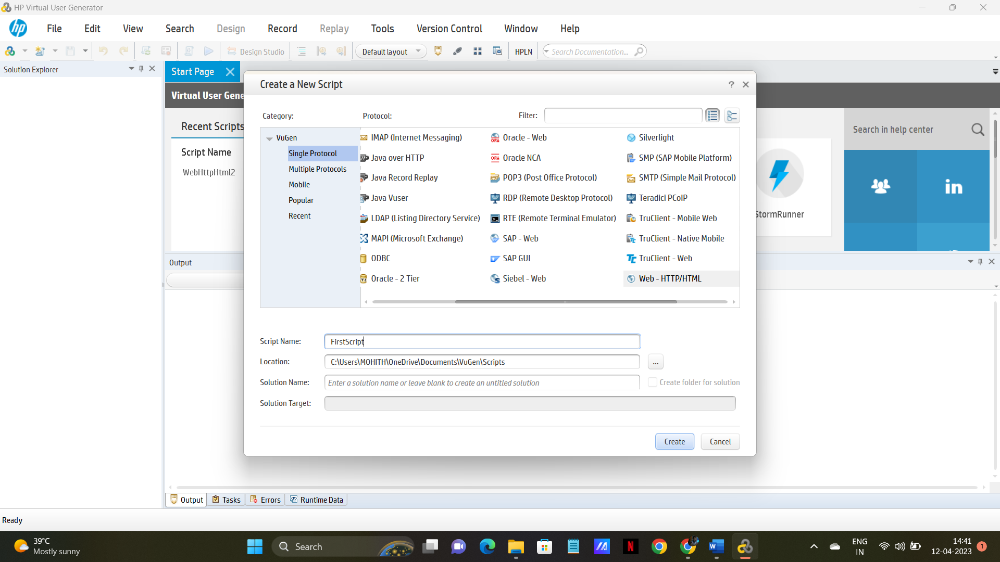 HP Virtual User Generator
hp
File Edit View Search Design Record Replay Tools Version Control Window Help
Design Studio Default layout HPLN Search Documentation...
Solution Explorer
Start Page
Virtual User Gene
Recent Scripts
Script Name
WebHttpHtml2
Create a New Script
?
Category: Protocol: Filter:
VuGen
Single Protocol
Multiple Protocols
Mobile
Popular
Recent
IMAP (Internet Messaging)
Java over HTTP
Java Record Replay
Java Vuser
LDAP (Listing Directory Service)
MAPI (Microsoft Exchange)
ODBC
Oracle - 2 Tier
Oracle - Web
Oracle NCA
POP3 (Post Office Protocol)
RDP (Remote Desktop Protocol)
RTE (Remote Terminal Emulator)
SAP - Web
SAP GUI
Siebel - Web
Silverlight
SMP (SAP Mobile Platform)
SMTP (Simple Mail Protocol)
Teradici PCoIP
TruClient - Mobile Web
TruClient - Native Mobile
TruClient - Web
Web - HTTP/HTML
Script Name: FirstScript
Location: C:\Users\MOHITH\OneDrive\Documents\VuGen\Scripts ...
Solution Name: Enter a solution name or leave blank to create an untitled solution Create folder for solution
Solution Target:
Create Cancel
StormRunner
Search in help center
in
Output
Output Tasks Errors Runtime Data
Ready
39°C
Mostly sunny
Search
ENG
IN
14:41
12-04-2023
1